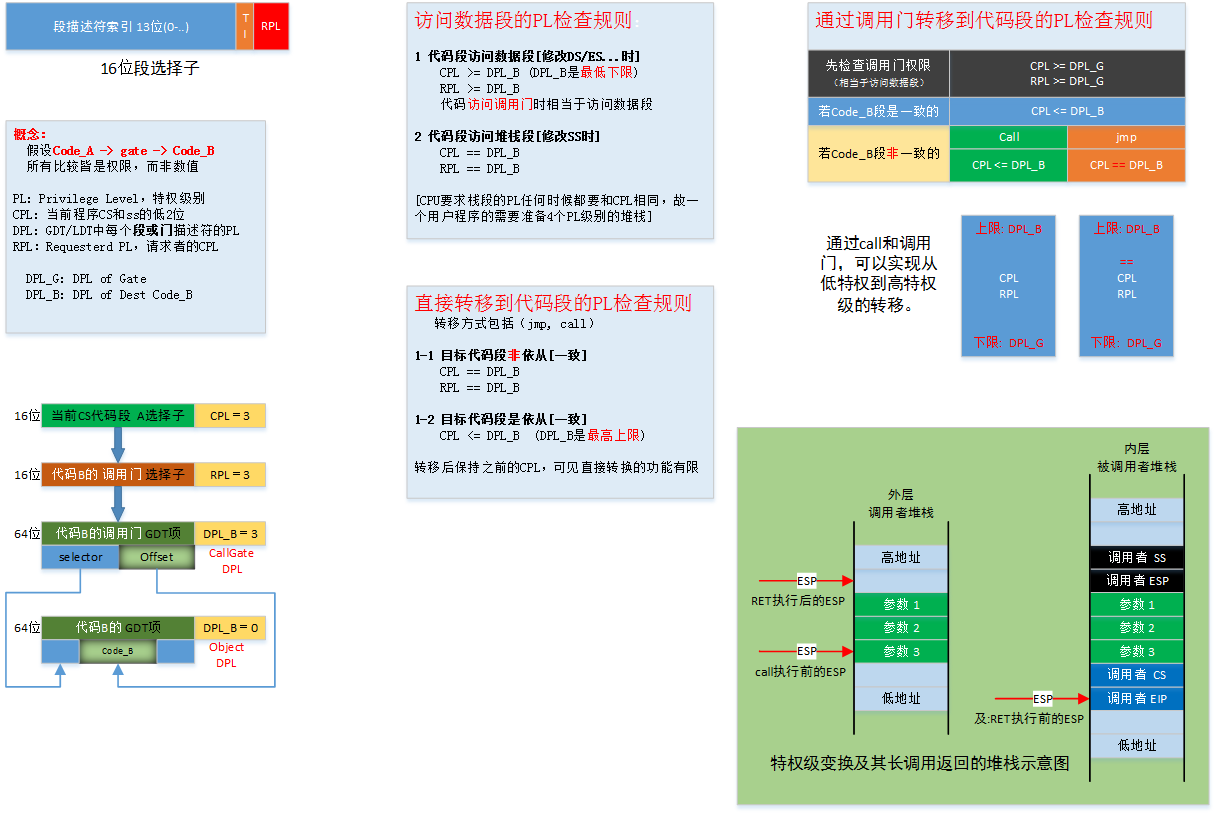 段描述符索引 13位(0-..)
T
I
RPL
16位段选择子
概念:
假设Code_A -> gate -> Code_B
所有比较皆是权限，而非数值
PL: Privilege Level, 特权级别
CPL: 当前程序CS和ss的低2位
DPL: GDT/LDT中每个段或门描述符的PL
RPL: Requesterd PL, 请求者的CPL
DPL_G: DPL of Gate
DPL_B: DPL of Dest Code_B
16位
当前CS代码段 A选择子
CPL = 3
16位
代码B的 调用门 选择子
RPL = 3
64位
代码B的调用门 GDT项
DPL_B = 3
selector
Offset
CallGate
DPL
64位
代码B的 GDT项
DPL_B = 0
Code_B
Object
DPL
访问数据段的PL检查规则:
1 代码段访问数据段[修改DS/ES...时]
CPL >= DPL_B (DPL_B是最低下限)
RPL >= DPL_B
代码访问调用门时相当于访问数据段
2 代码段访问堆栈段[修改SS时]
CPL == DPL_B
RPL == DPL_B
[CPU要求栈段的PL任何时候都要和CPL相同，故一
个用户程序的需要准备4个PL级别的堆栈]
直接转移到代码段的PL检查规则
转移方式包括（jmp, call）
1-1 目标代码段非依从[一致]
CPL == DPL_B
RPL == DPL_B
1-2 目标代码段是依从[一致]
CPL <= DPL_B (DPL_B是最高上限)
转移后保持之前的CPL，可见直接转换的功能有限
通过调用门转移到代码段的PL检查规则
先检查调用门权限
（相当于访问数据段）
CPL >= DPL_G
RPL >= DPL_G
若Code_B段是一致的
CPL <= DPL_B
若Code_B段非一致的
Call
jmp
CPL <= DPL_B
CPL == DPL_B
通过call和调用
门，可以实现从
低特权到高特权
级的转移。
上限: DPL_B
CPL
RPL
下限: DPL_G
上限: DPL_B
==
CPL
RPL
下限: DPL_G
外层
调用者堆栈
高地址
ESP
RET执行后的ESP
参数 1
参数 2
参数 3
ESP
call执行前的ESP
低地址
内层
被调用者堆栈
高地址
调用者 SS
调用者 ESP
参数 1
参数 2
参数 3
调用者 CS
调用者 EIP
ESP
及:RET执行前的ESP
低地址
特权级变换及其长调用返回的堆栈示意图